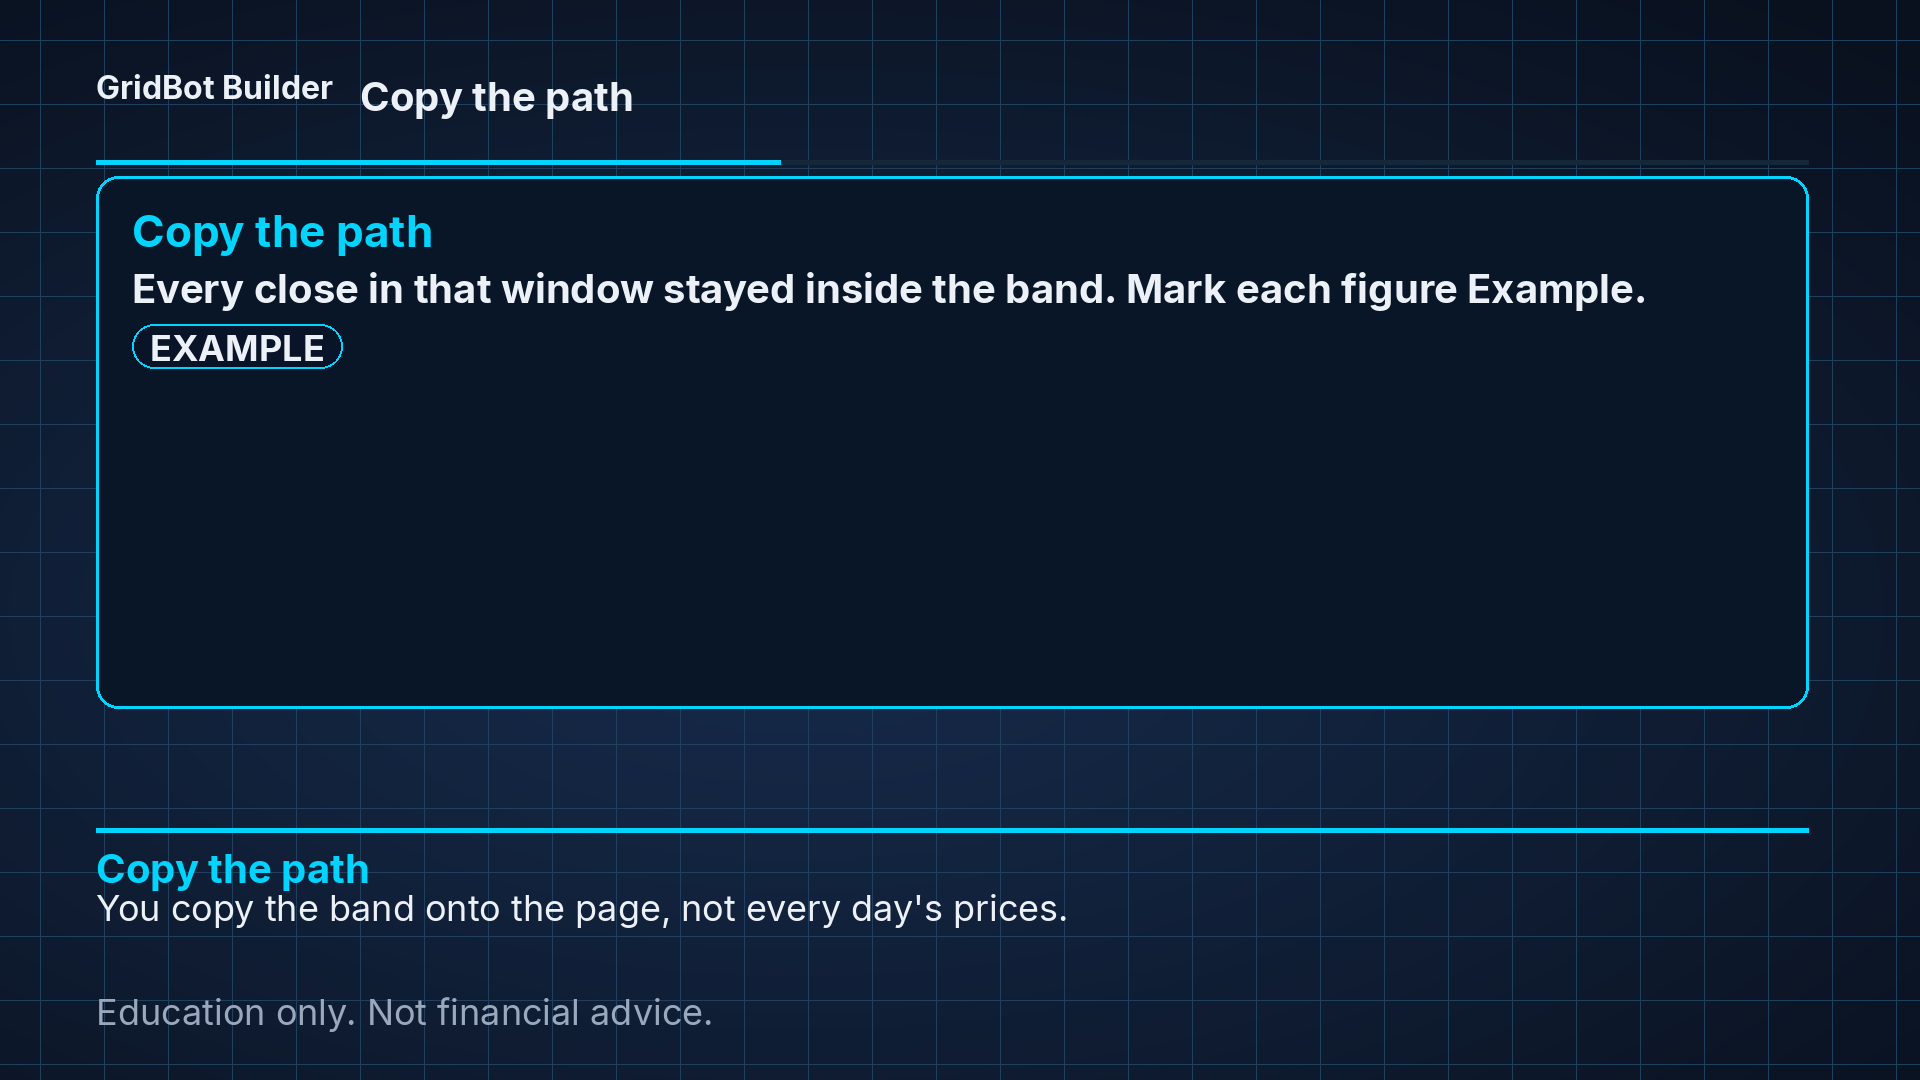 GridBot Builder
Copy the path
Copy the path
Every close in that window stayed inside the band. Mark each figure Example.
EXAMPLE
Copy the path
You copy the band onto the page, not every day's prices.
Education only. Not financial advice.